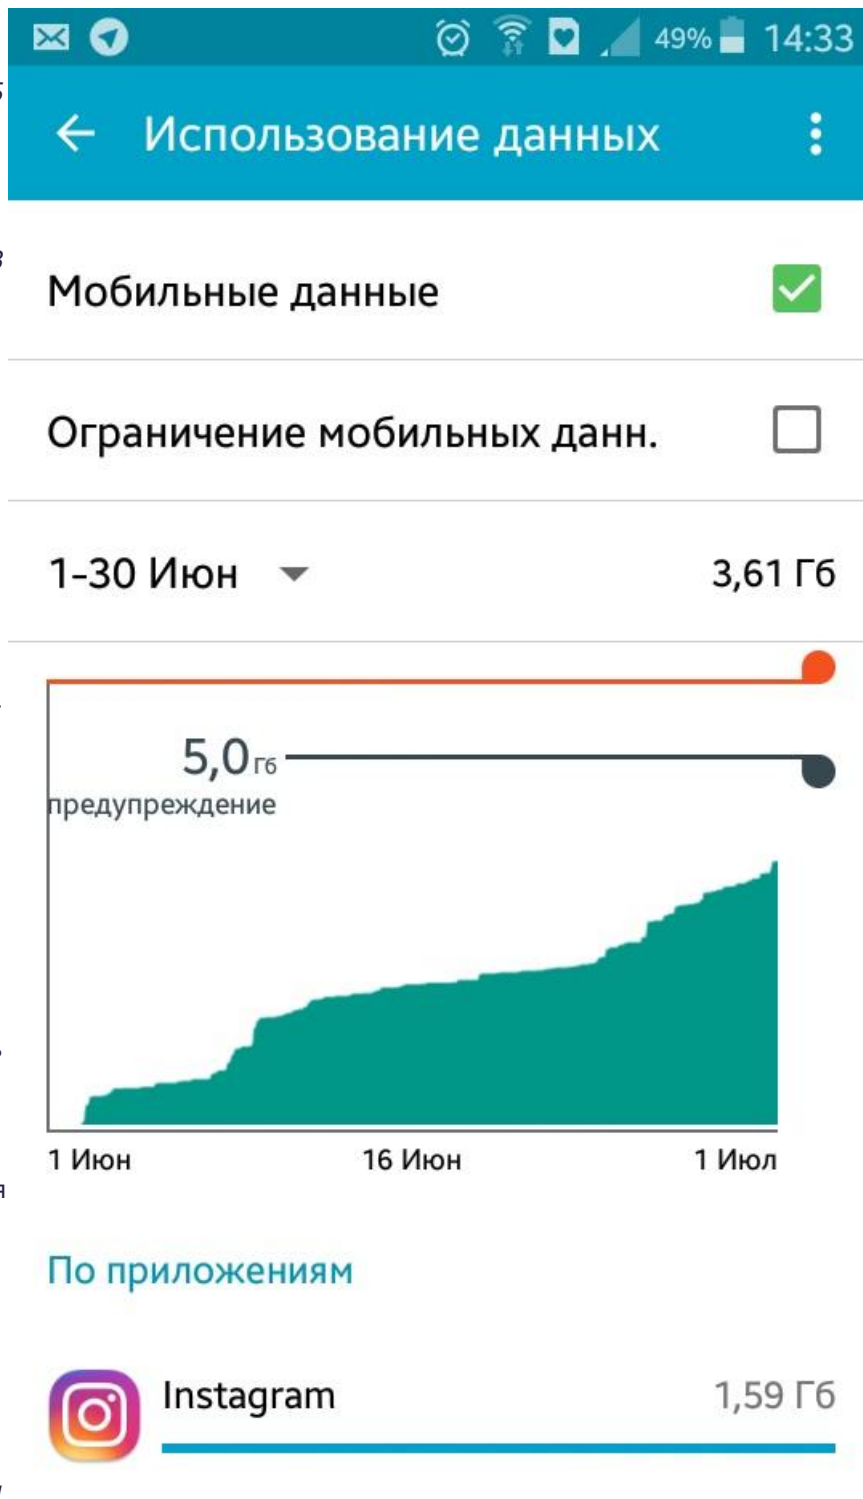 49% 14:33
Использование данных
Мобильные данные
Ограничение мобильных данн.
1-30 Июн 3,61 Гб
5,0 Гб
предупреждение
1 Июн 16 Июн 1 Июл
По приложениям
Instagram 1,59 Гб